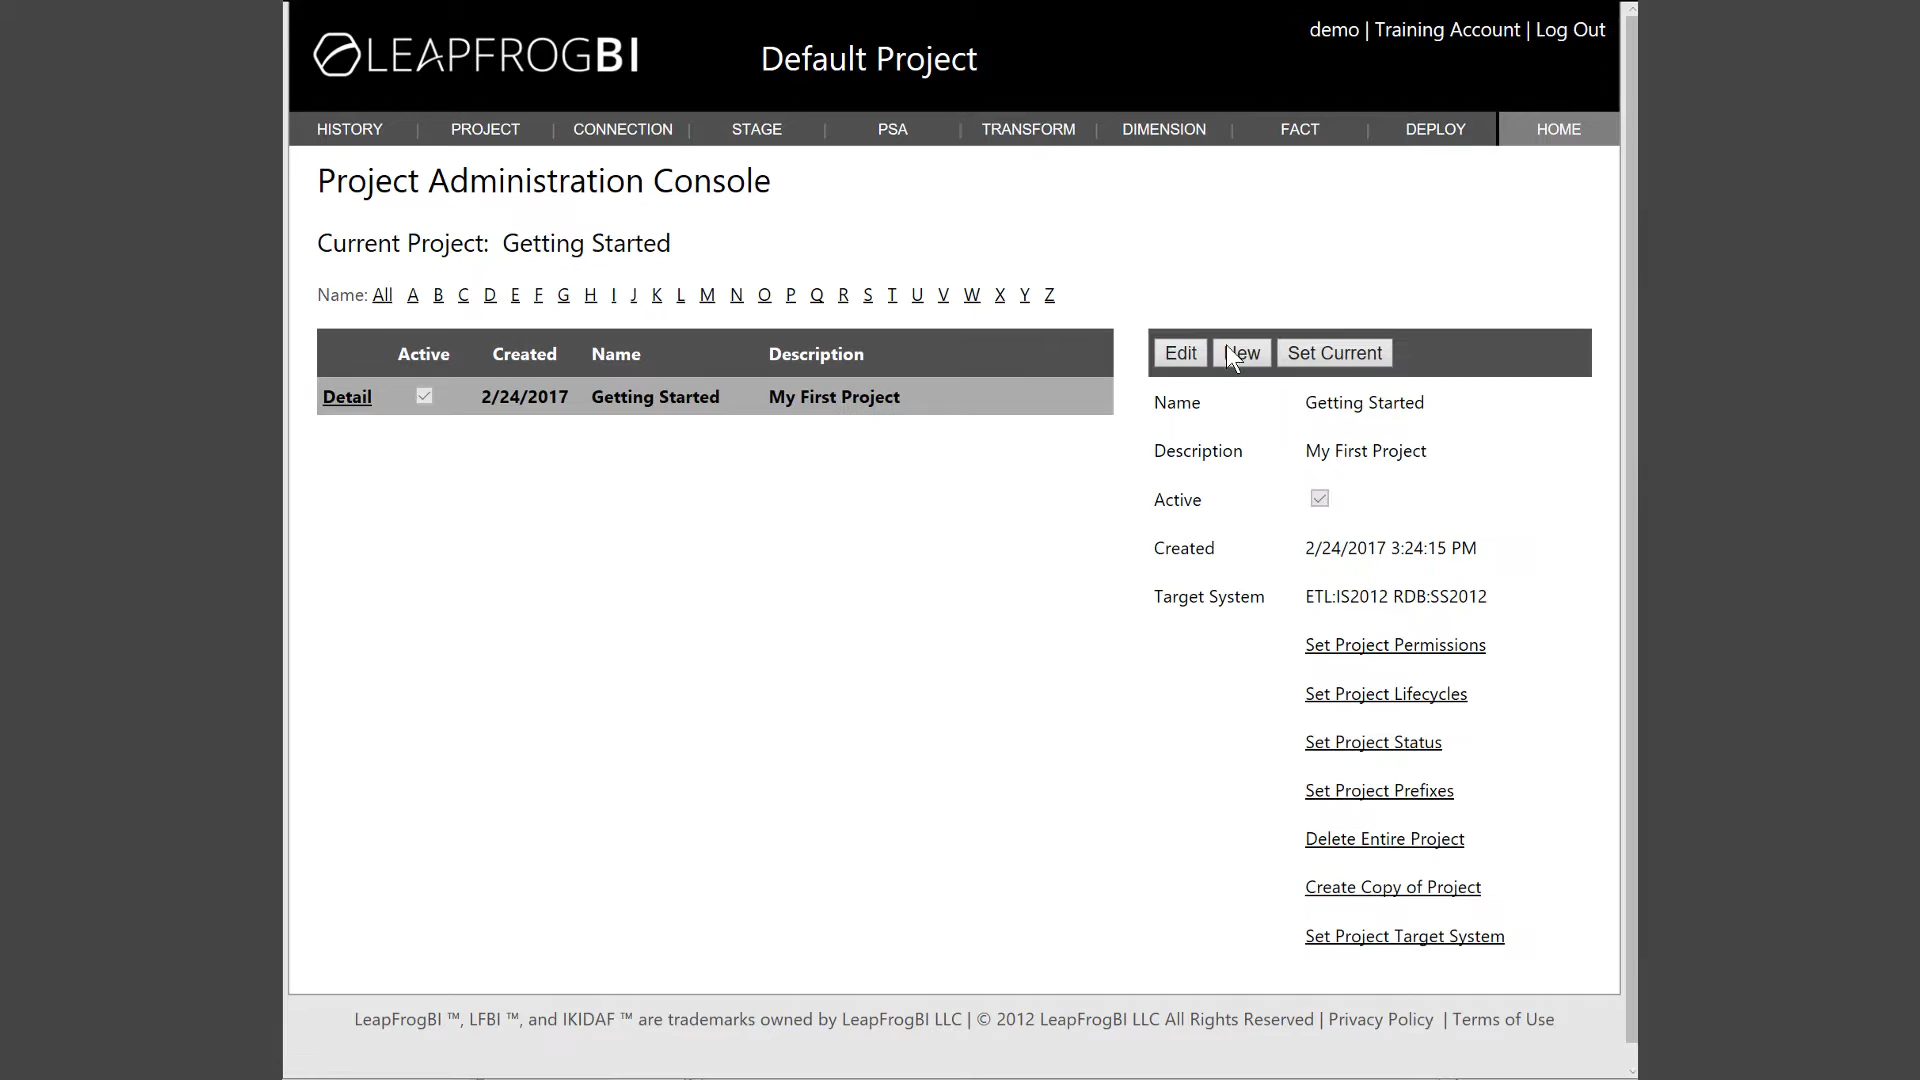 LEAPFROGBI
Default Project
demo | Training Account | Log Out
HISTORY | PROJECT | CONNECTION | STAGE | PSA | TRANSFORM | DIMENSION | FACT | DEPLOY HOME
Project Administration Console
Current Project: Getting Started
Name: All A B C D E F G H I J K L M N O P Q R S T U V W X Y Z
Active Created Name Description
Detail 2/24/2017 Getting Started My First Project
Edit New Set Current
Name Getting Started
Description My First Project
Active
Created 2/24/2017 3:24:15 PM
Target System ETL:IS2012 RDB:SS2012
Set Project Permissions
Set Project Lifecycles
Set Project Status
Set Project Prefixes
Delete Entire Project
Create Copy of Project
Set Project Target System
LeapFrogBI ™, LFBI ™, and IKIDAF ™ are trademarks owned by LeapFrogBI LLC | © 2012 LeapFrogBI LLC All Rights Reserved | Privacy Policy | Terms of Use